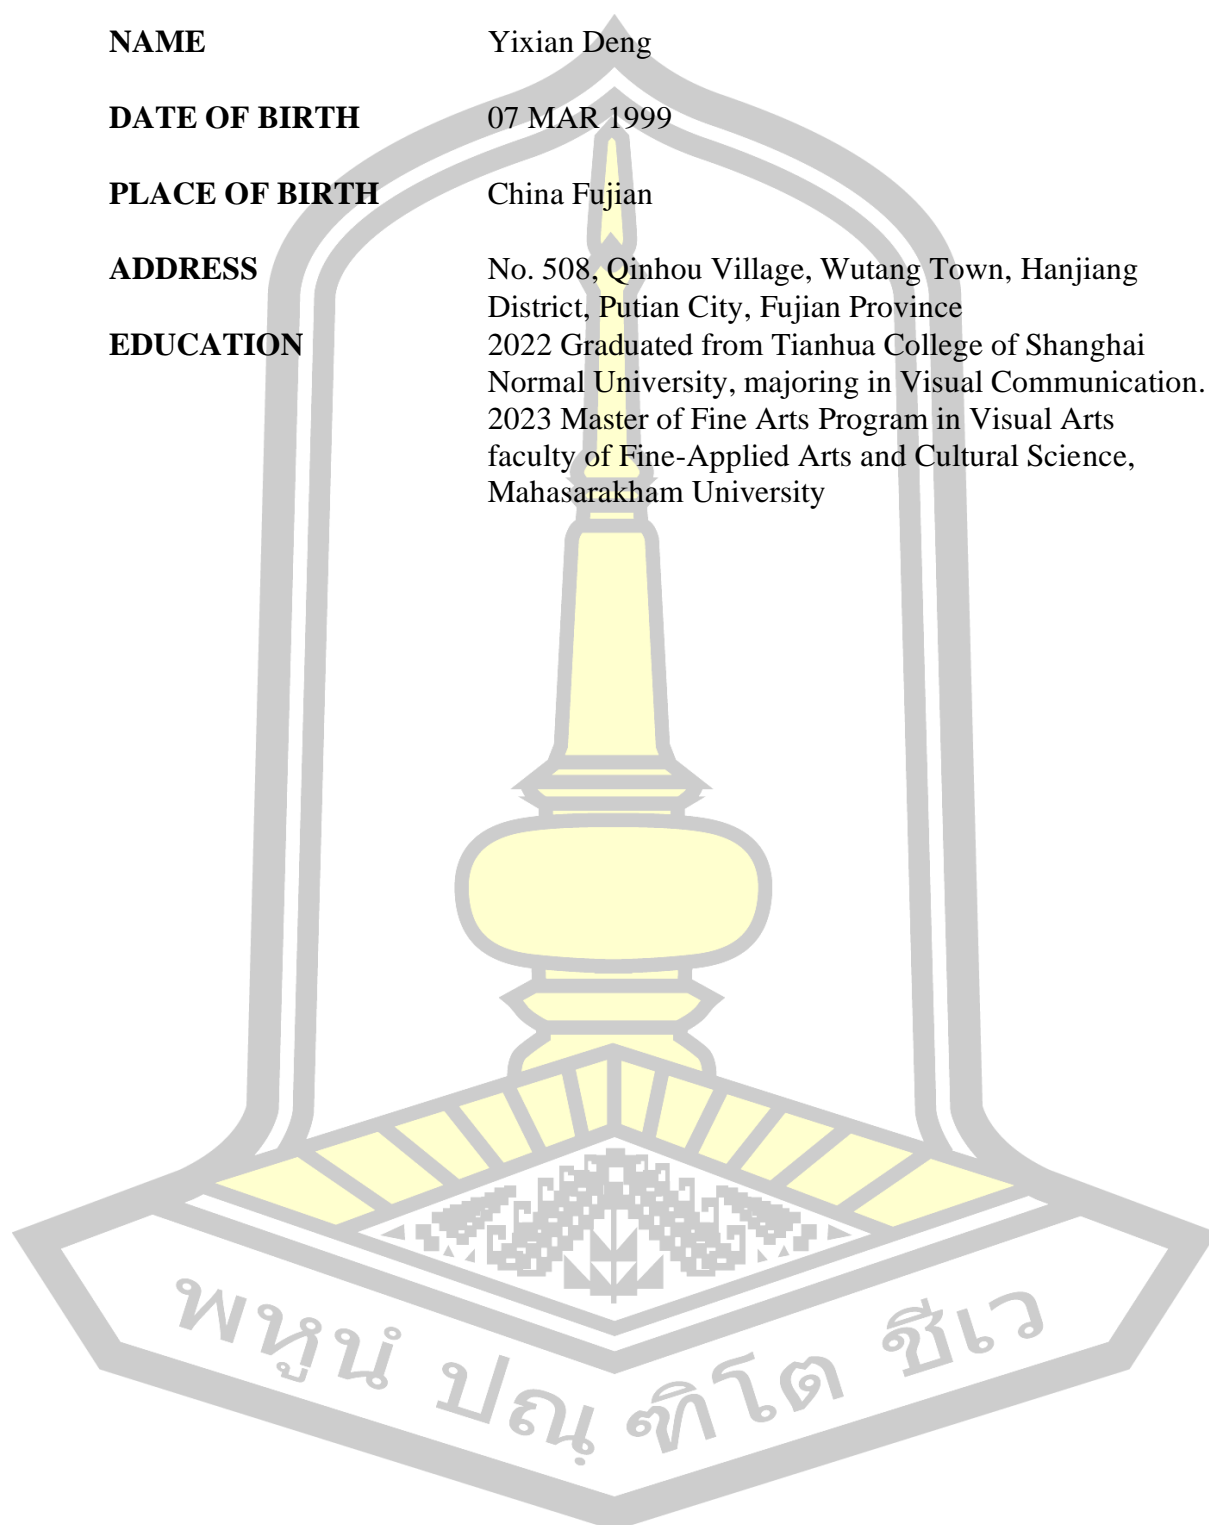 NAME Yixian Deng
DATE OF BIRTH 07 MAR 1999
PLACE OF BIRTH China Fujian
ADDRESS No. 508, Qinhou Village, Wutang Town, Hanjiang
District, Putian City, Fujian Province
EDUCATION 2022 Graduated from Tianhua College of Shanghai
Normal University, majoring in Visual Communication.
2023 Master of Fine Arts Program in Visual Arts
faculty of Fine-Applied Arts and Cultural Science,
Mahasarakham University
พหูนํ ปณฺฑิโต ชีเว